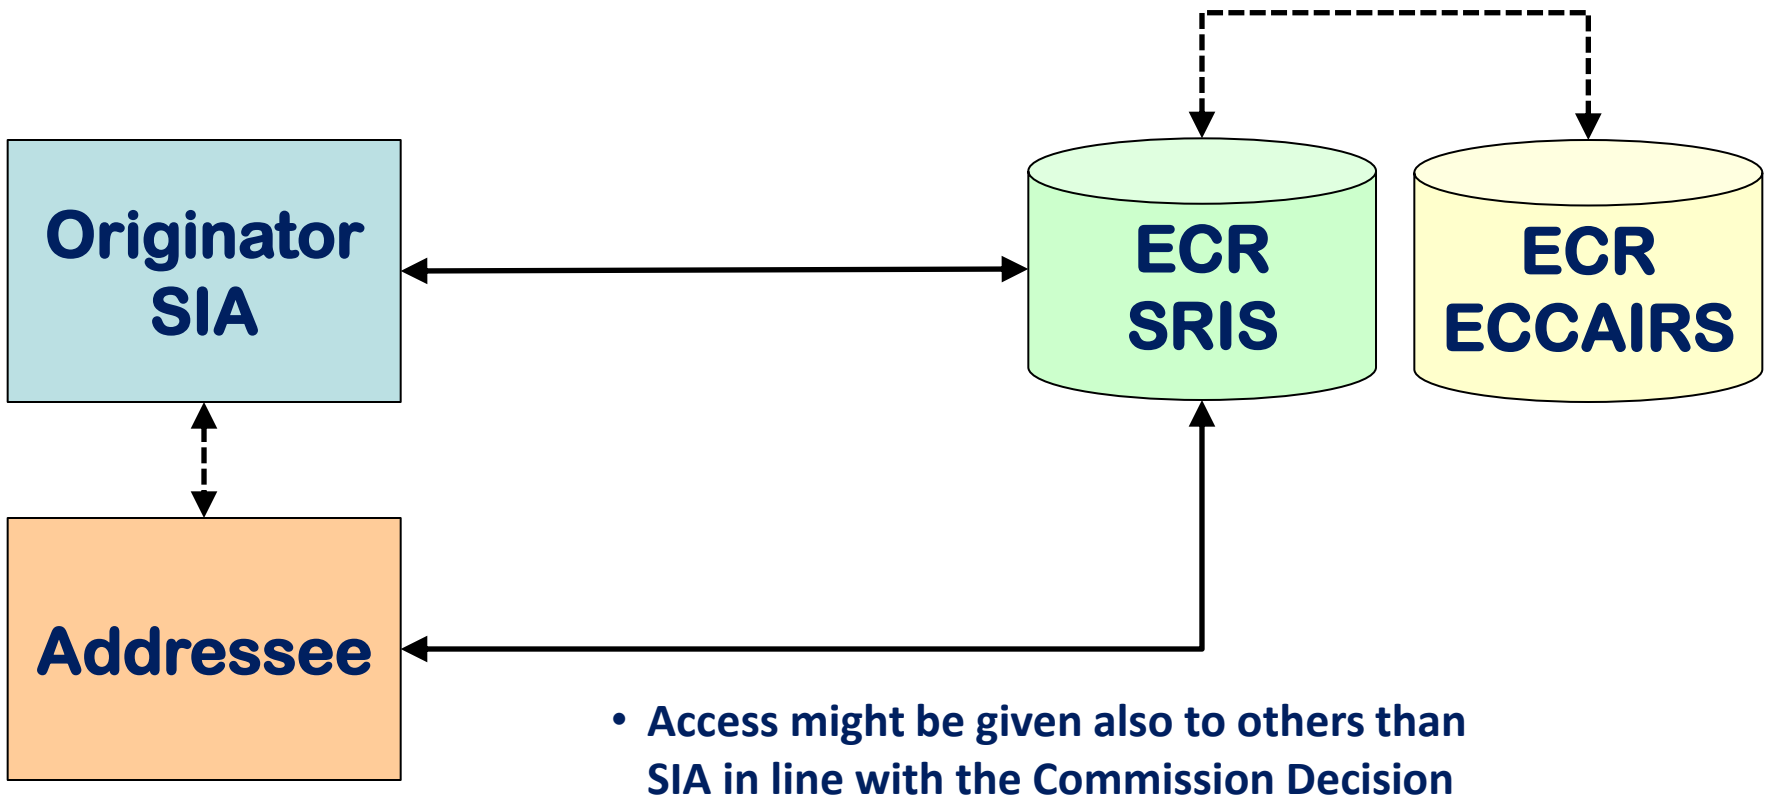 Originator
SIA
ECR
SRIS
ECR
ECCAIRS
Addressee
• Access might be given also to others than
SIA in line with the Commission Decision